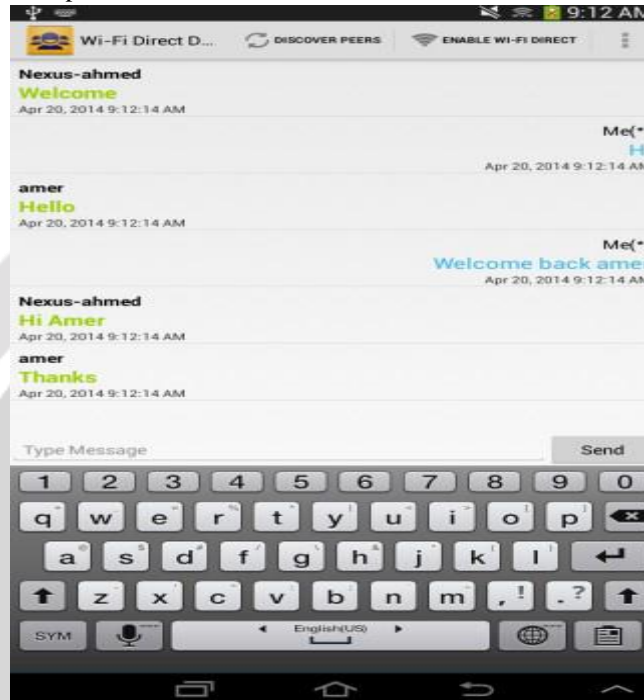 9:12 AM
Wi-Fi Direct D... DISCOVER PEERS ENABLE WI-FI DIRECT
Nexus-ahmed
Welcome
Apr 20, 2014 9:12:14 AM
Me(*
H
Apr 20, 2014 9:12:14 AM
amer
Hello
Apr 20, 2014 9:12:14 AM
Me(*
Welcome back amer
Apr 20, 2014 9:12:14 AM
Nexus-ahmed
Hi Amer
Apr 20, 2014 9:12:14 AM
amer
Thanks
Apr 20, 2014 9:12:14 AM
Type Message Send
1 2 3 4 5 6 7 8 9 0
q w e r t y u i o p
a s d f g h j k l
z x c v b n m , ! . ?
SYM English(US)